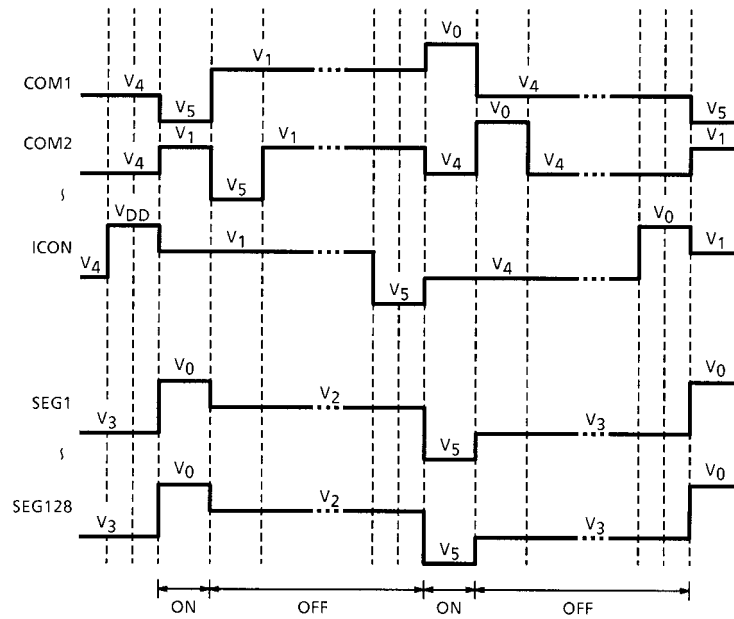 V0
V1
COM1 V4 V4
V5 V0 V5
COM2 V1 V1 V1
V4 V4 V4
V5
VDD V0
ICON V1 V1
V4 V4
V5
V0 V0
SEG1 V2
V3 V3
V5
V0 V0
SEG128 V2
V3 V3
V5
ON OFF ON OFF